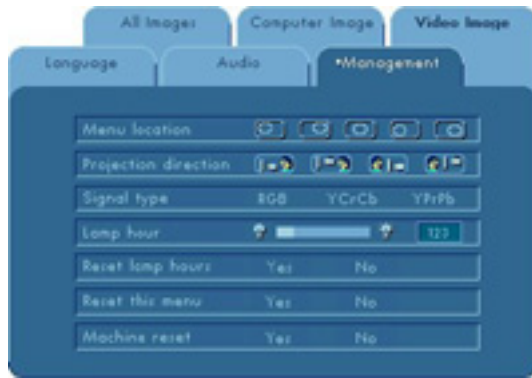 All Images Computer Image Video Image
Language Audio •Management
Menu location
Projection direction
Signal type RGB YCrCb YPrPb
Lamp hour 123
Reset lamp hours Yes No
Reset this menu Yes No
Machine reset Yes No